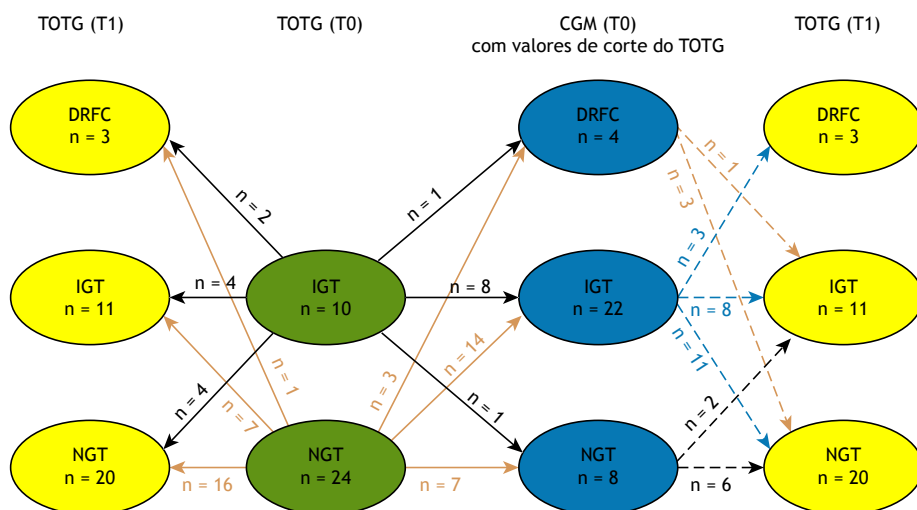 TOTG (T1)
TOTG (T0)
CGM (T0)
com valores de corte do TOTG
TOTG (T1)
DRFC
n = 3
DRFC
n = 4
DRFC
n = 3
n = 2
n = 1
n = 1
n = 3
n = 3
IGT
n = 11
n = 4
IGT
n = 10
n = 8
IGT
n = 22
n = 8
IGT
n = 11
n = 1
n = 7
n = 4
n = 3
n = 14
n = 1
n = 11
n = 2
NGT
n = 20
n = 16
NGT
n = 24
n = 7
NGT
n = 8
n = 6
NGT
n = 20